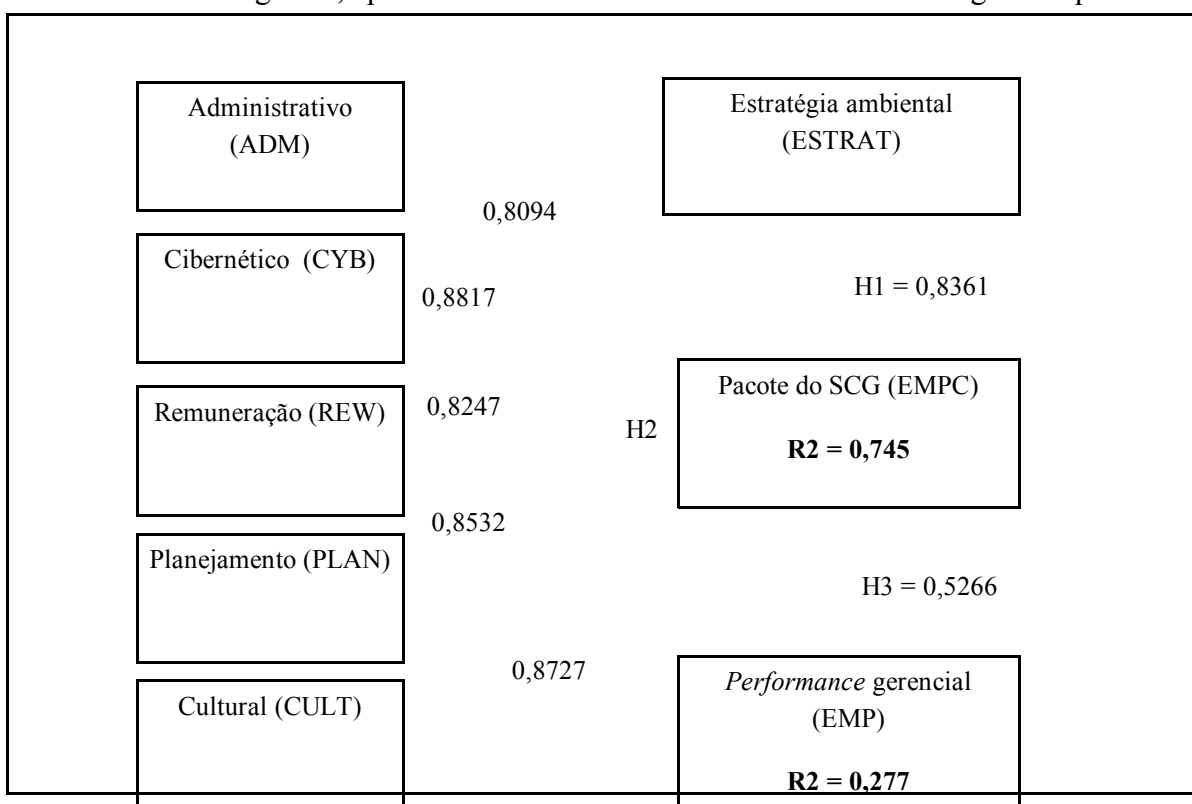 Administrativo
(ADM)
Estratégia ambiental
(ESTRAT)
0,8094
Cibernético (CYB)
0,8817
H1 = 0,8361
Remuneração (REW)
0,8247
H2
Pacote do SCG (EMPC)
R2 = 0,745
0,8532
Planejamento (PLAN)
H3 = 0,5266
0,8727
Cultural (CULT)
Performance gerencial
(EMP)
R2 = 0,277